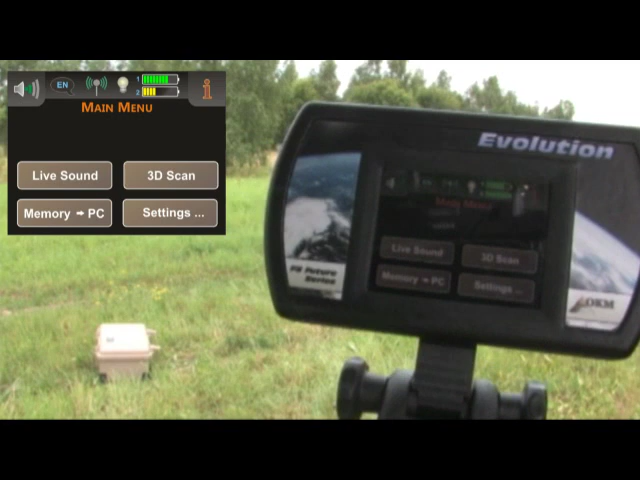 EN
1
2
i
MAIN MENU
Live Sound
3D Scan
Memory ➡ PC
Settings ...
Evolution
MAIN MENU
Live Sound
3D Scan
Memory ➡ PC
Settings ...
Series
OKM